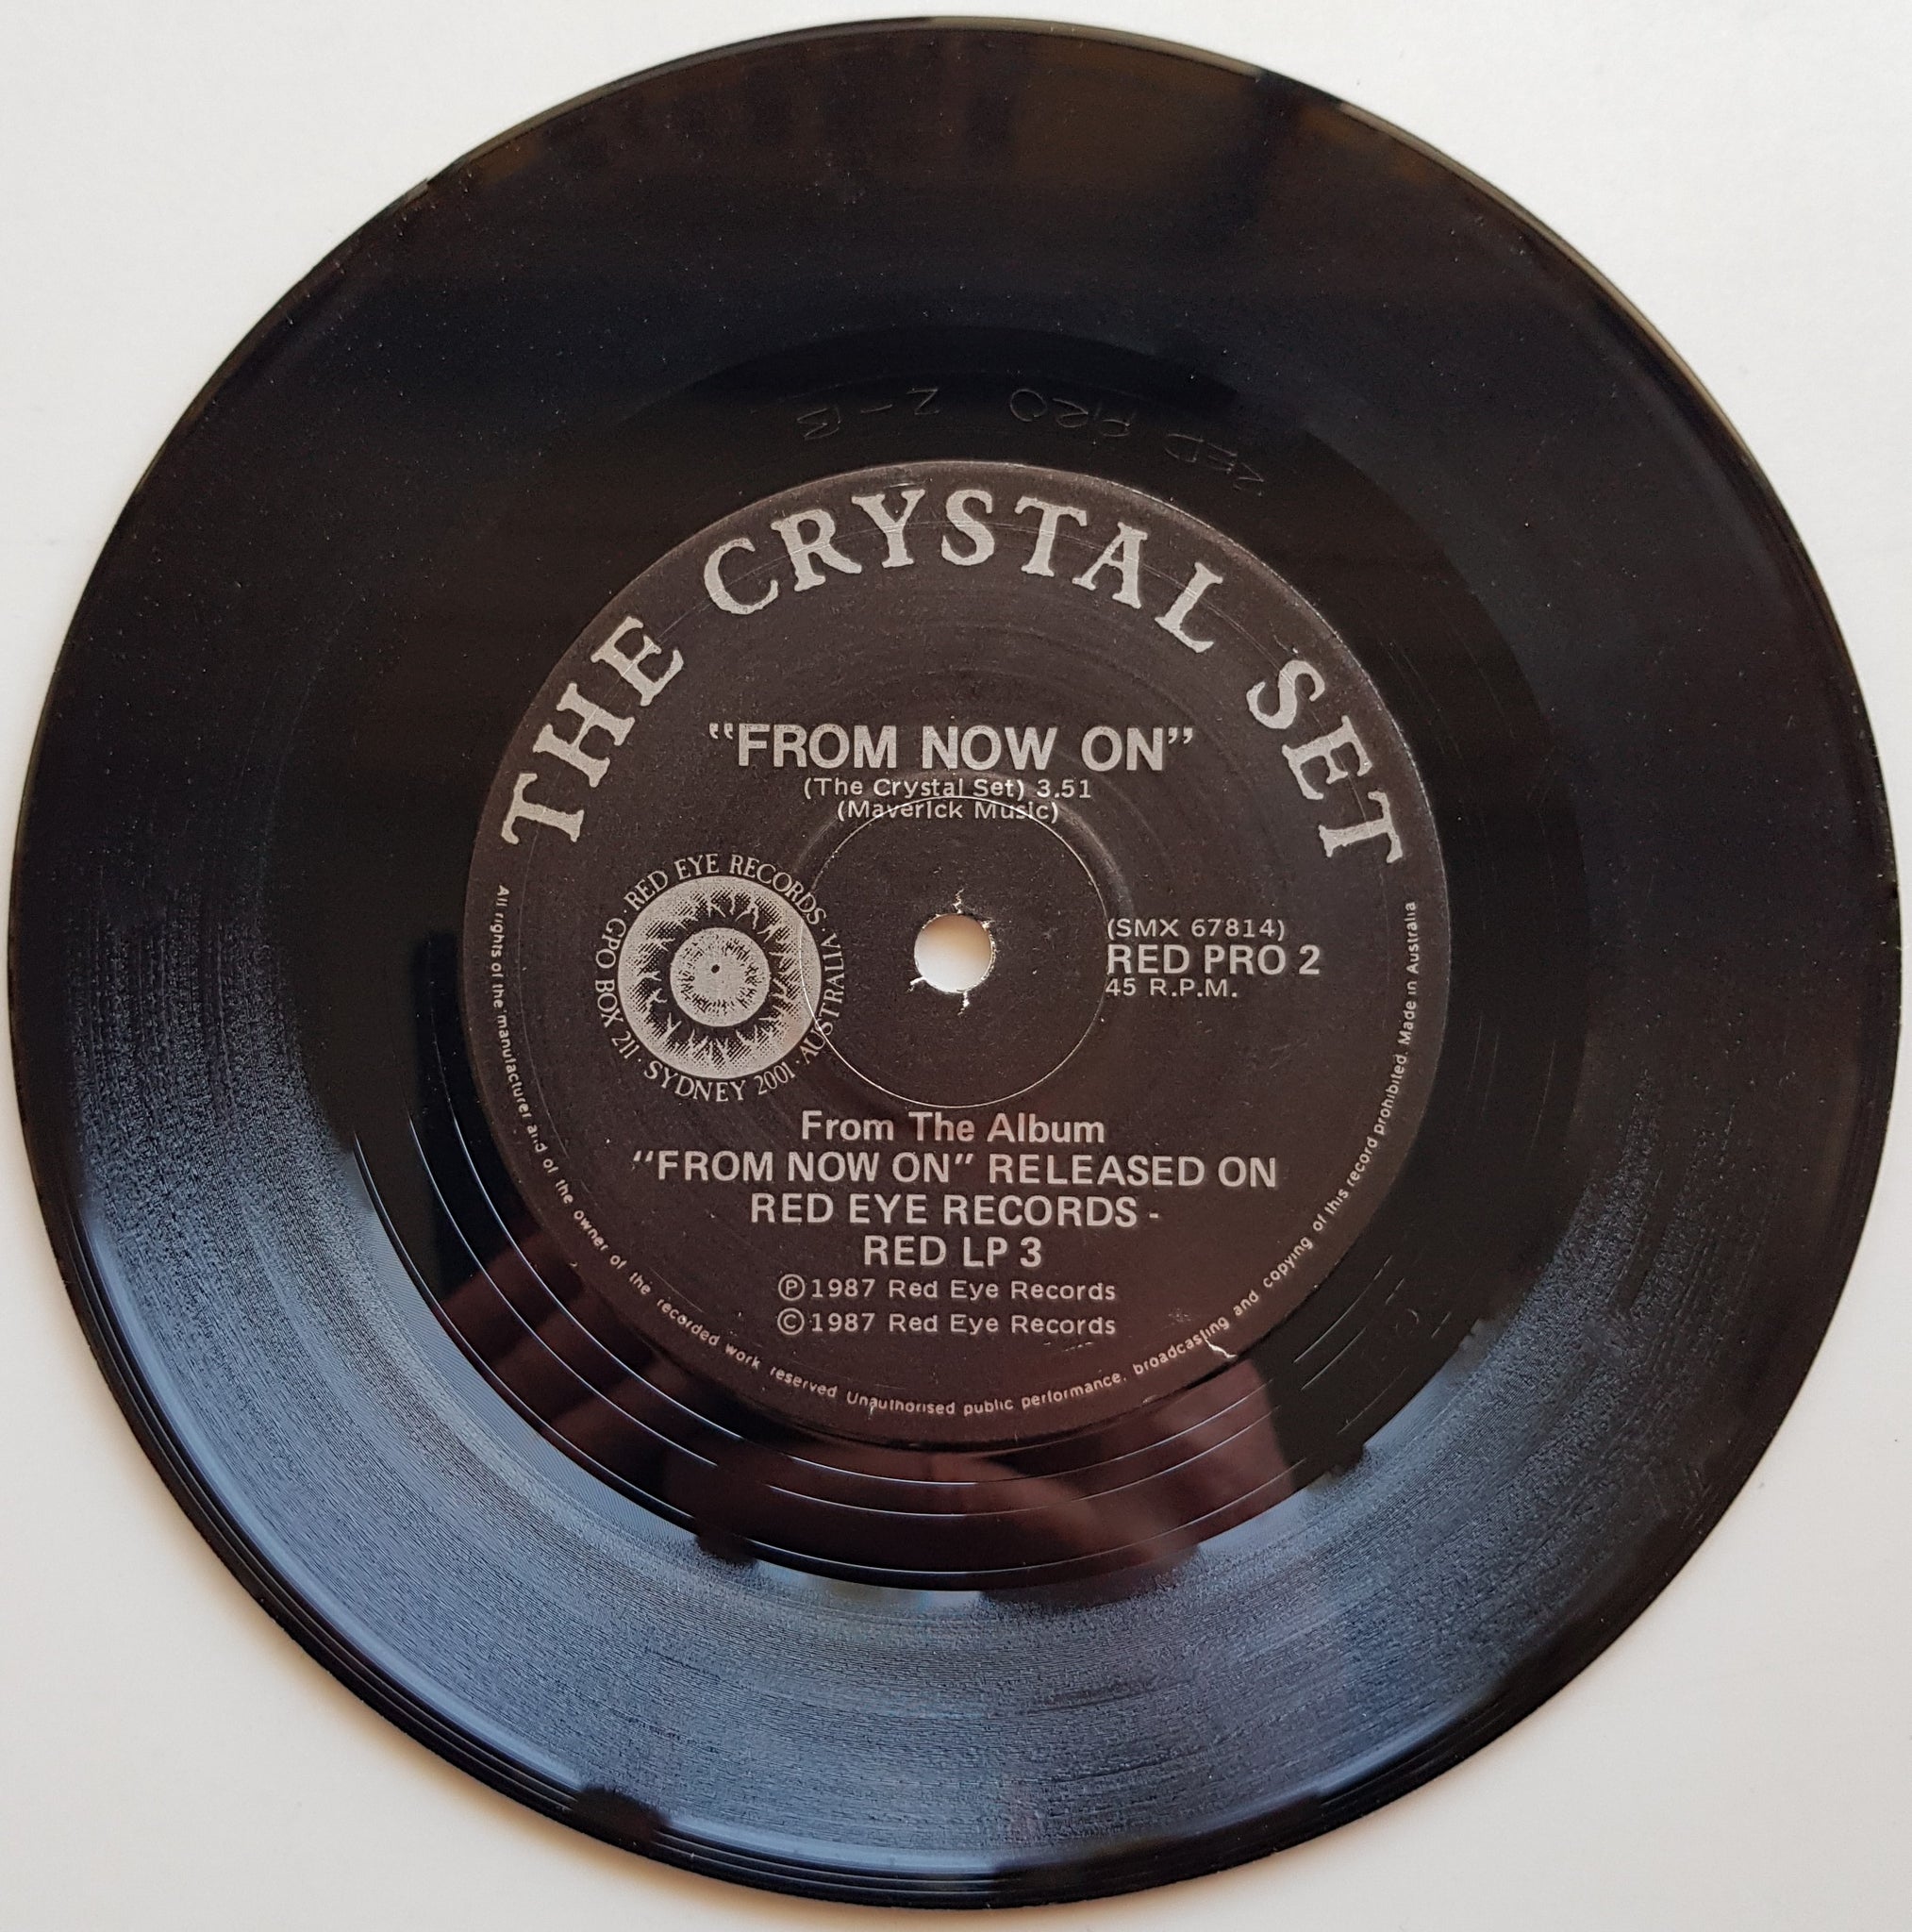 RED PRO 2-B
THE CRYSTAL SET
“FROM NOW ON”
(The Crystal Set) 3.51
(Maverick Music)
RED EYE RECORDS · AUSTRALIA · SYDNEY 2001 · GPO BOX 211 ·
(SMX 67814)
RED PRO 2
45 R.P.M.
From The Album
“FROM NOW ON” RELEASED ON
RED EYE RECORDS -
RED LP 3
℗1987 Red Eye Records
©1987 Red Eye Records
All rights of the manufacturer and of the owner of the recorded work reserved Unauthorised public performance, broadcasting and copying of this record prohibited. Made in Australia